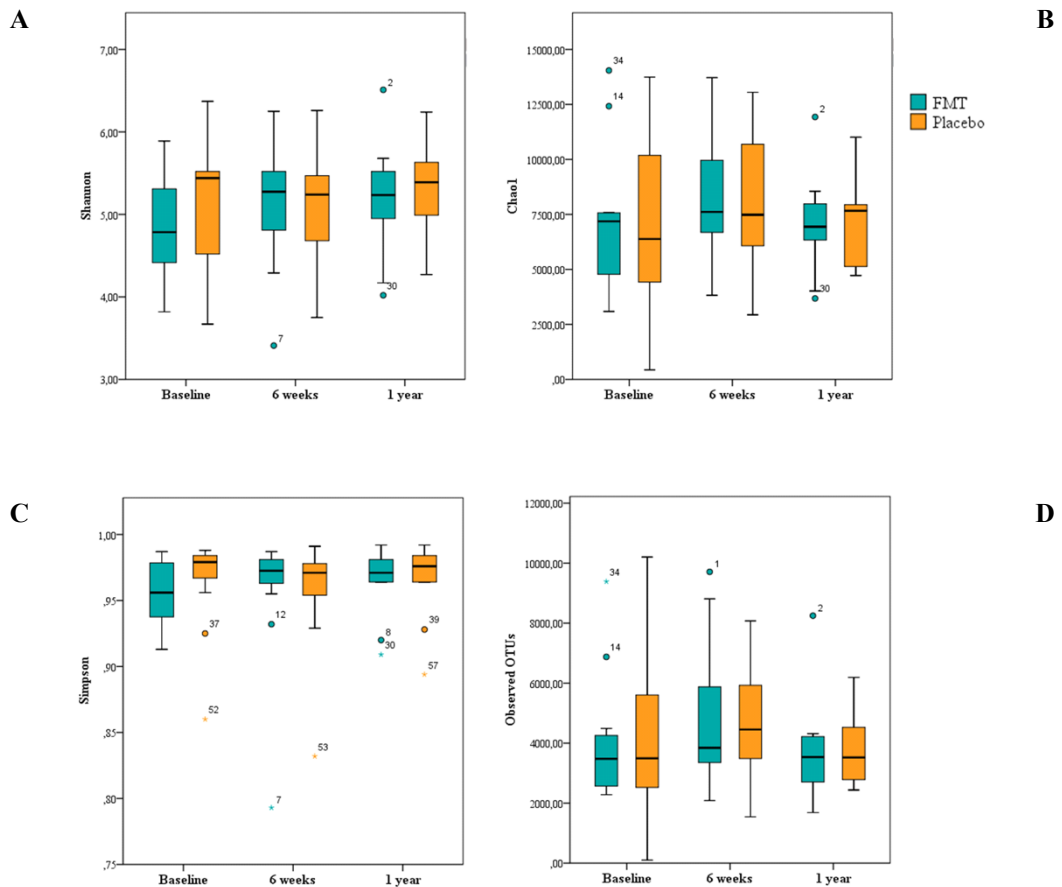 A
7,00
6,00
5,00
4,00
3,00
Shannon
2
30
7
Baseline
6 weeks
1 year
B
15000,00
12500,00
10000,00
7500,00
5000,00
2500,00
,00
Chao1
34
14
2
30
Baseline
6 weeks
1 year
FMT
Placebo
C
1,00
,95
,90
,85
,80
,75
Simpson
37
52
12
7
53
8
30
39
57
Baseline
6 weeks
1 year
D
12000,00
10000,00
8000,00
6000,00
4000,00
2000,00
,00
Observed OTUs
34
14
1
2
Baseline
6 weeks
1 year